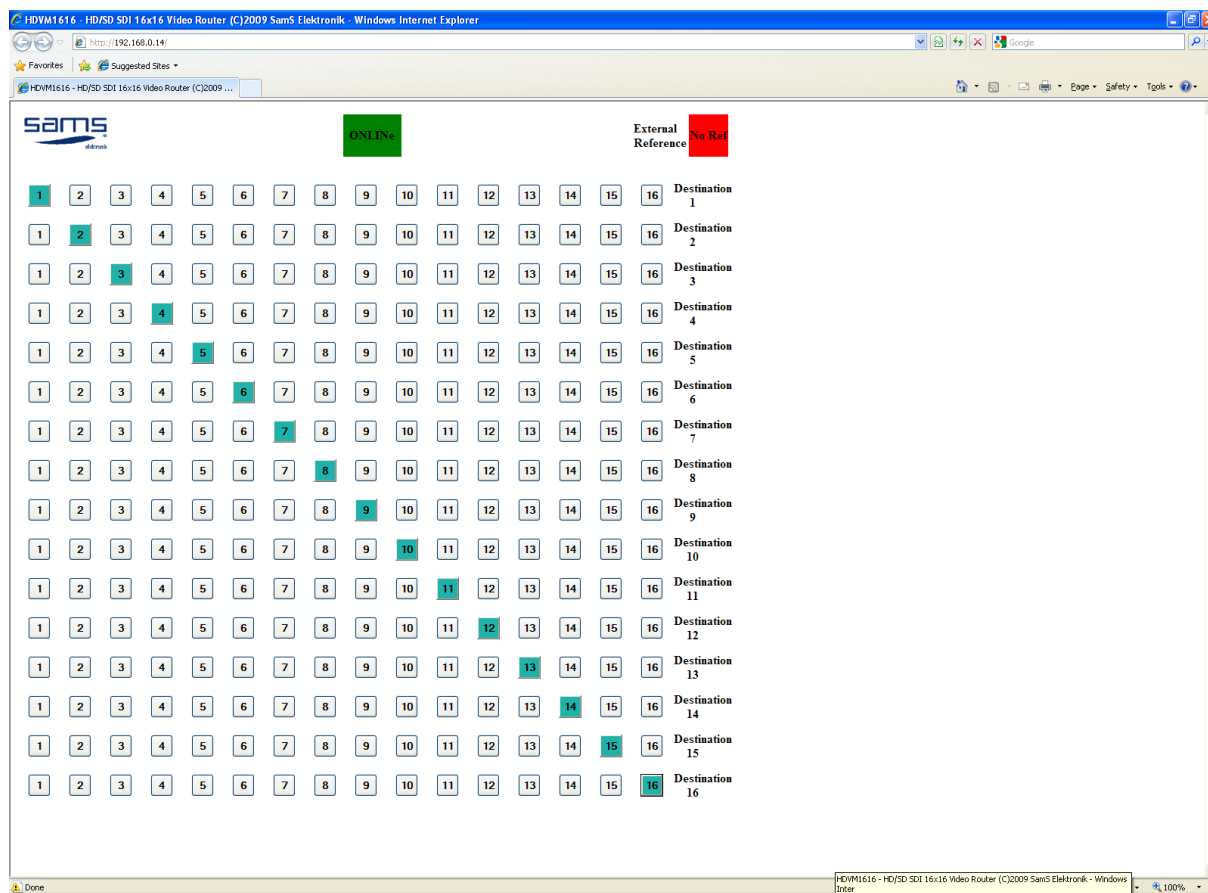 HDVM1616 - HD/SD SDI 16x16 Video Router (C)2009 SamS Elektronik - Windows Internet Explorer
http://192.168.0.14/
Google
Favorites Suggested Sites
HDVM1616 - HD/SD SDI 16x16 Video Router (C)2009 ...
Page Safety Tools
sams
elektronik
ONLINe
External
Reference
No Ref
1 2 3 4 5 6 7 8 9 10 11 12 13 14 15 16 Destination
1
1 2 3 4 5 6 7 8 9 10 11 12 13 14 15 16 Destination
2
1 2 3 4 5 6 7 8 9 10 11 12 13 14 15 16 Destination
3
1 2 3 4 5 6 7 8 9 10 11 12 13 14 15 16 Destination
4
1 2 3 4 5 6 7 8 9 10 11 12 13 14 15 16 Destination
5
1 2 3 4 5 6 7 8 9 10 11 12 13 14 15 16 Destination
6
1 2 3 4 5 6 7 8 9 10 11 12 13 14 15 16 Destination
7
1 2 3 4 5 6 7 8 9 10 11 12 13 14 15 16 Destination
8
1 2 3 4 5 6 7 8 9 10 11 12 13 14 15 16 Destination
9
1 2 3 4 5 6 7 8 9 10 11 12 13 14 15 16 Destination
10
1 2 3 4 5 6 7 8 9 10 11 12 13 14 15 16 Destination
11
1 2 3 4 5 6 7 8 9 10 11 12 13 14 15 16 Destination
12
1 2 3 4 5 6 7 8 9 10 11 12 13 14 15 16 Destination
13
1 2 3 4 5 6 7 8 9 10 11 12 13 14 15 16 Destination
14
1 2 3 4 5 6 7 8 9 10 11 12 13 14 15 16 Destination
15
1 2 3 4 5 6 7 8 9 10 11 12 13 14 15 16 Destination
16
HDVM1616 - HD/SD SDI 16x16 Video Router (C)2009 SamS Elektronik - Windows
Inter
Done
100%